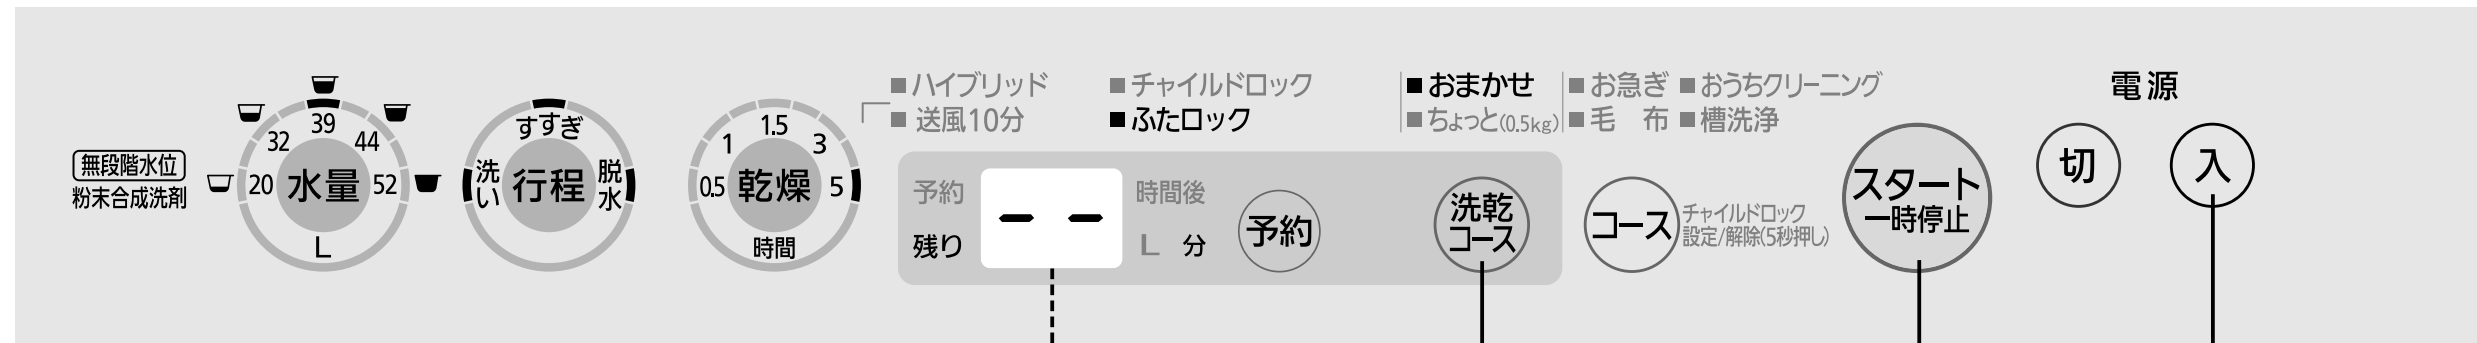 無段階水位
粉末合成洗剤
20
32
39
44
52
水量
L
洗い
すすぎ
脱水
行程
0.5
1
1.5
3
5
乾燥
時間
ハイブリッド
送風10分
チャイルドロック
ふたロック
おまかせ
ちょっと(0.5kg)
お急ぎ
おうちクリーニング
毛 布
槽洗浄
予約
残り
- -
時間後
L 分
予約
洗乾
コース
コース
チャイルドロック
設定/解除(5秒押し)
スタート
一時停止
電源
切
入